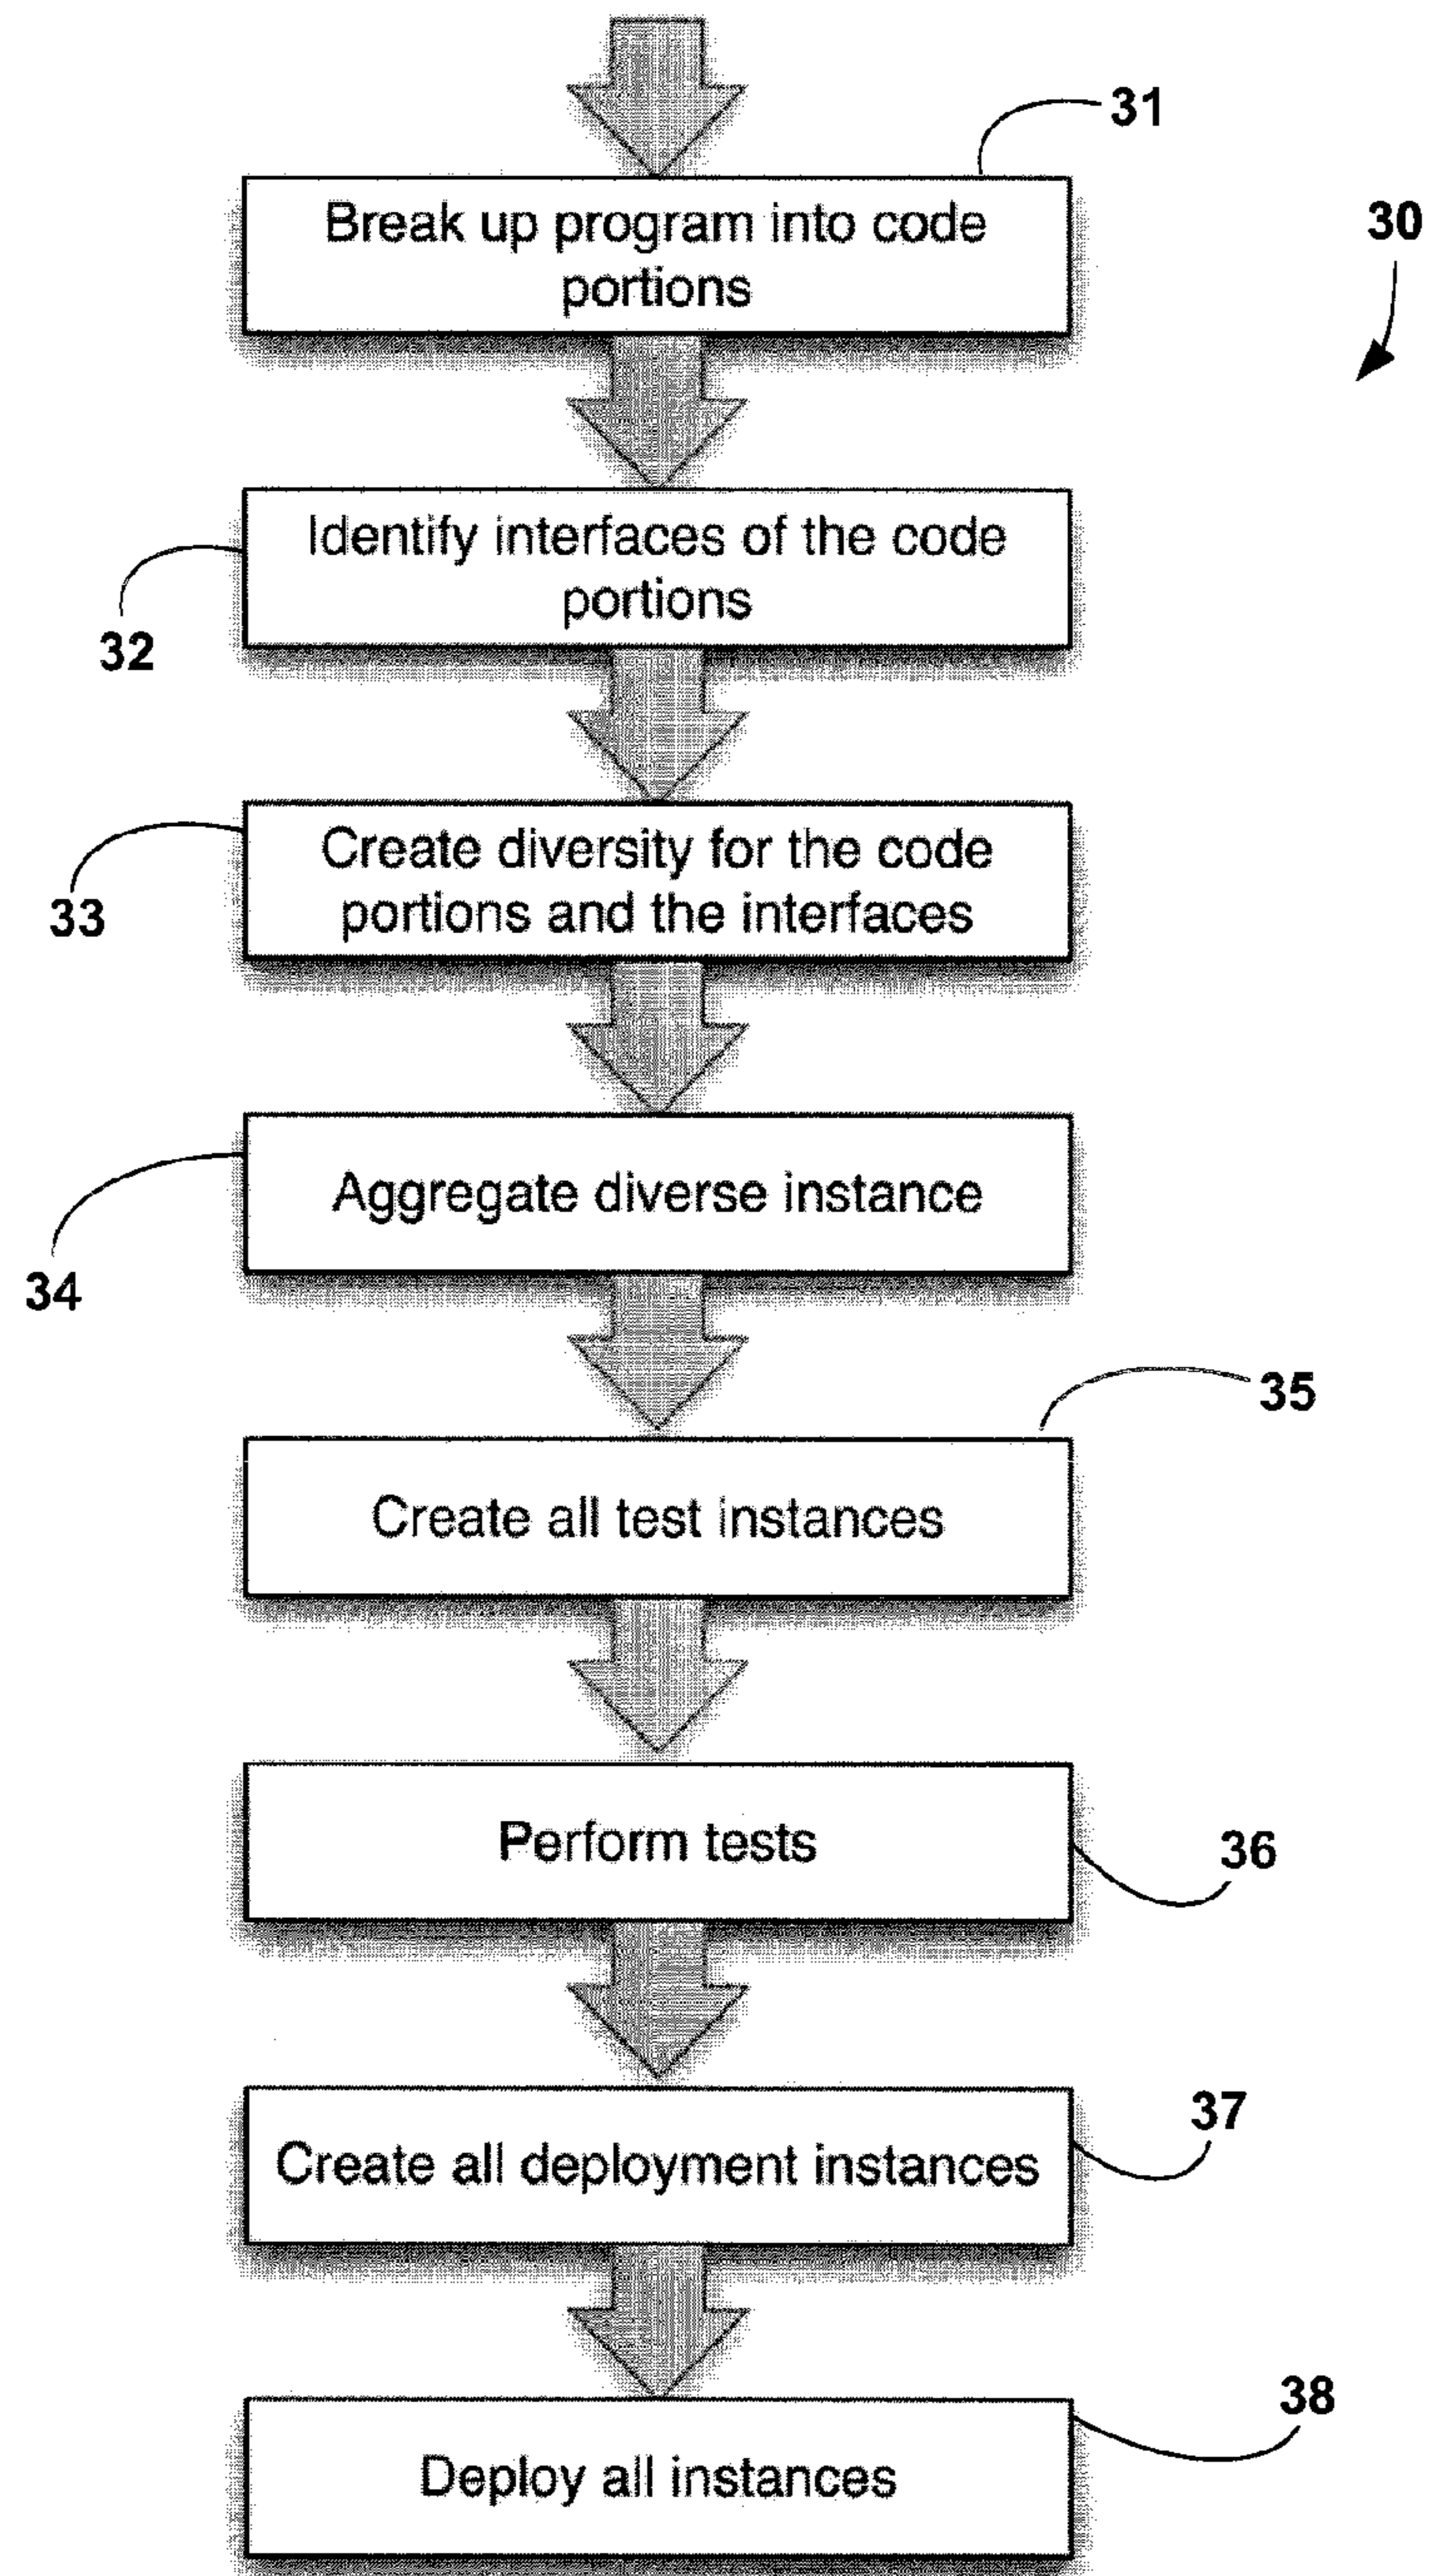 31
30
Break up program into code
portions
Identify interfaces of the code
portions
32
Create diversity for the code
portions and the interfaces
33
Aggregate diverse instance
34
35
Create all test instances
Perform tests
36
37
Create all deployment instances
38
Deploy all instances